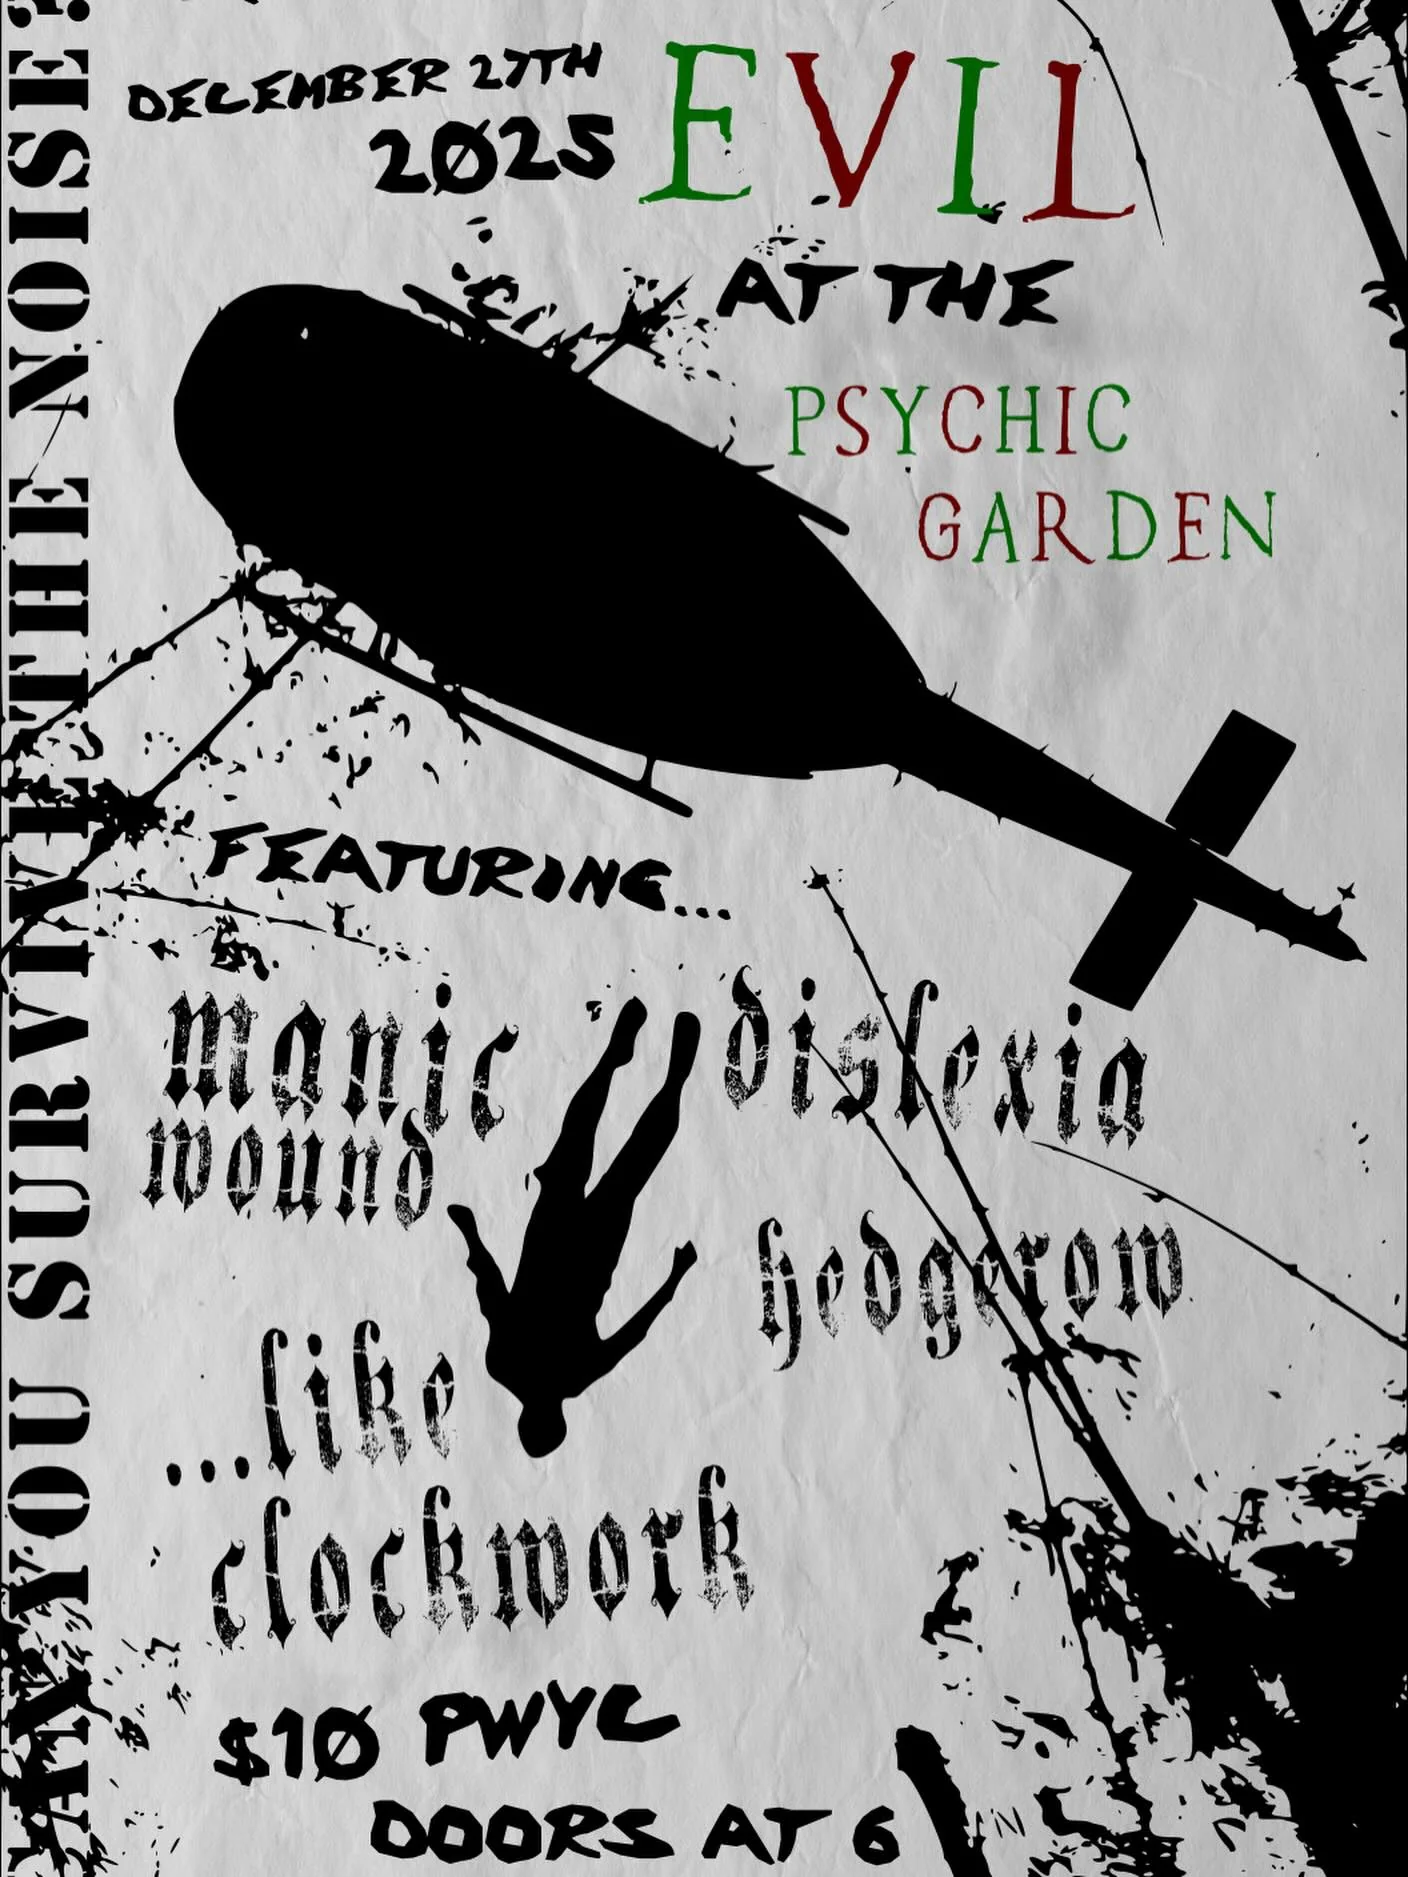 DECEMBER 27TH
2025
EVIL
AT THE
PSYCHIC
GARDEN
FEATURING...
manic
wound
dislexia
hedgerow
...like
clockwork
$10 PWYC
DOORS AT 6
YOU SURVIVE THE NOISE?